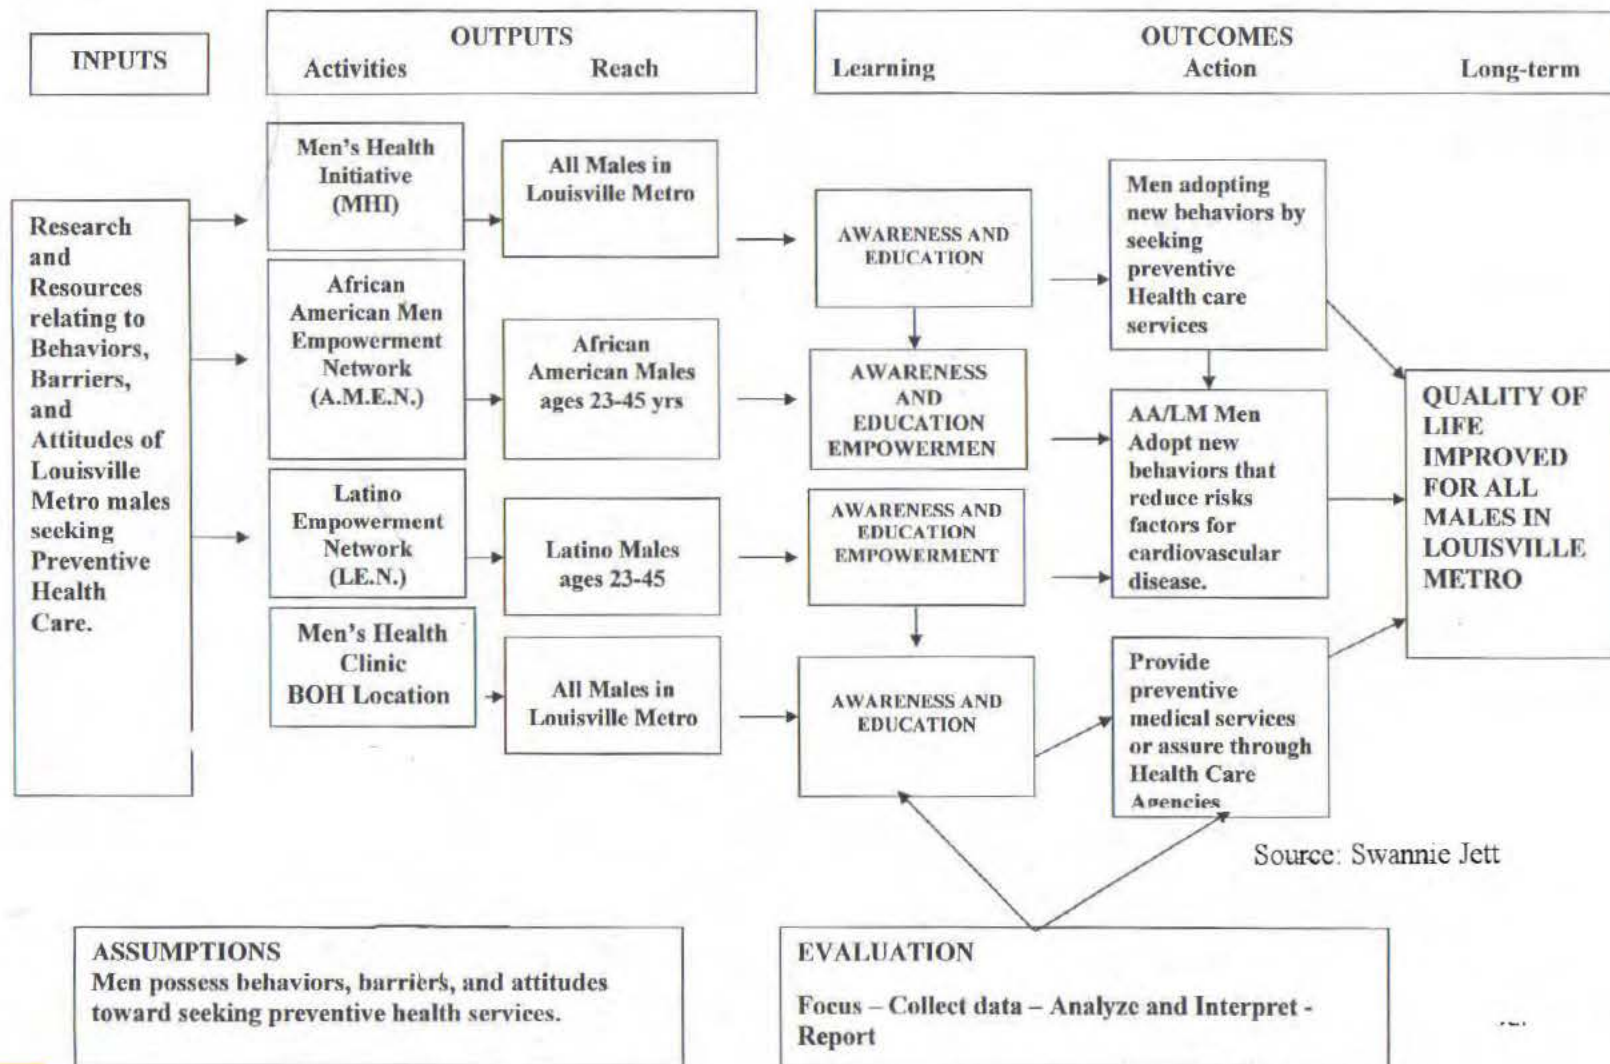 INPUTS
OUTPUTS
Activities Reach
OUTCOMES
Learning Action Long-term
Research
and
Resources
relating to
Behaviors,
Barriers,
and
Attitudes of
Louisville
Metro males
seeking
Preventive
Health
Care.
Men's Health
Initiative
(MHI)
African
American Men
Empowerment
Network
(A.M.E.N.)
Latino
Empowerment
Network
(LE.N.)
Men's Health
Clinic
BOH Location
All Males in
Louisville Metro
African
American Males
ages 23-45 yrs
Latino Males
ages 23-45
All Males in
Louisville Metro
AWARENESS AND
EDUCATION
AWARENESS
AND
EDUCATION
EMPOWERMEN
AWARENESS AND
EDUCATION
EMPOWERMENT
AWARENESS AND
EDUCATION
Men adopting
new behaviors by
seeking
preventive
Health care
services
AA/LM Men
Adopt new
behaviors that
reduce risks
factors for
cardiovascular
disease.
Provide
preventive
medical services
or assure through
Health Care
Agencies
QUALITY OF
LIFE
IMPROVED
FOR ALL
MALES IN
LOUISVILLE
METRO
Source: Swannie Jett
ASSUMPTIONS
Men possess behaviors, barriers, and attitudes
toward seeking preventive health services.
EVALUATION
Focus – Collect data – Analyze and Interpret -
Report